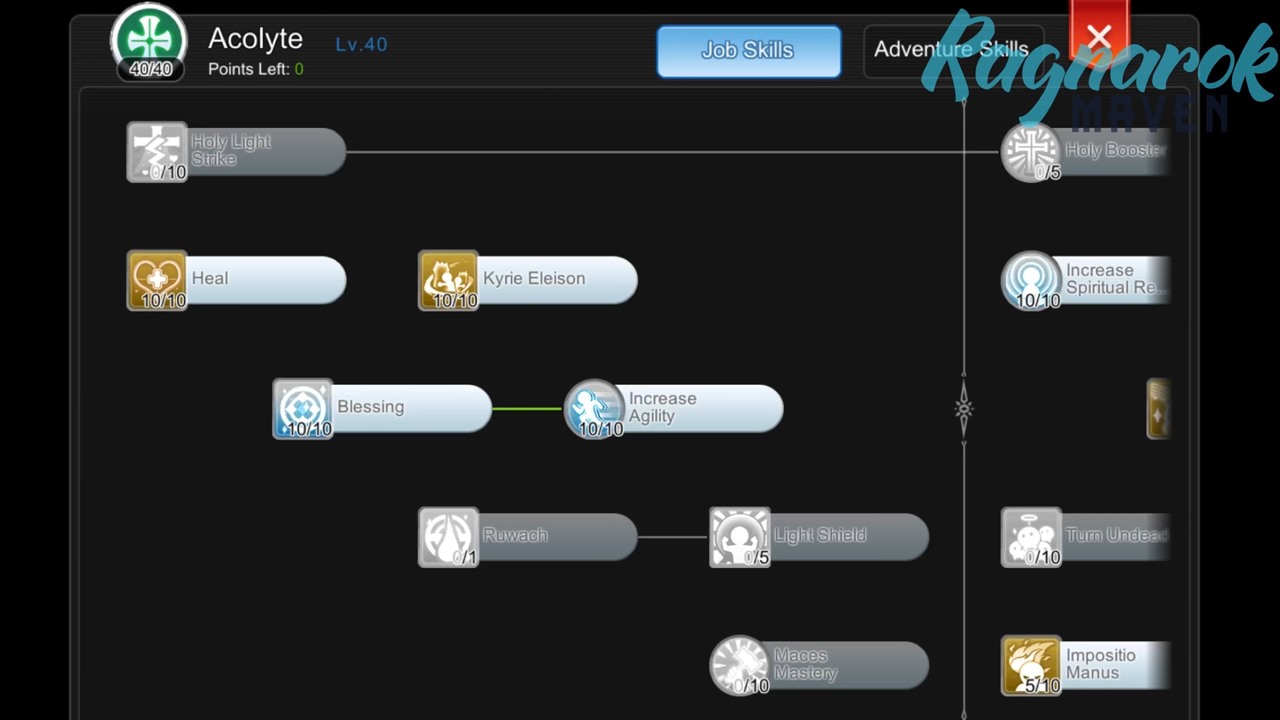 Acolyte Lv.40
40/40
Points Left: 0
Job Skills
Adventure Skills
Ragnarok
MAVEN
Holy Light
Strike
0/10
Holy Booster
0/5
Heal
10/10
Kyrie Eleison
10/10
Increase
Spiritual Re...
10/10
Blessing
10/10
Increase
Agility
10/10
Ruwach
0/1
Light Shield
0/5
Turn Undead
0/10
Maces
Mastery
0/10
Impositio
Manus
5/10